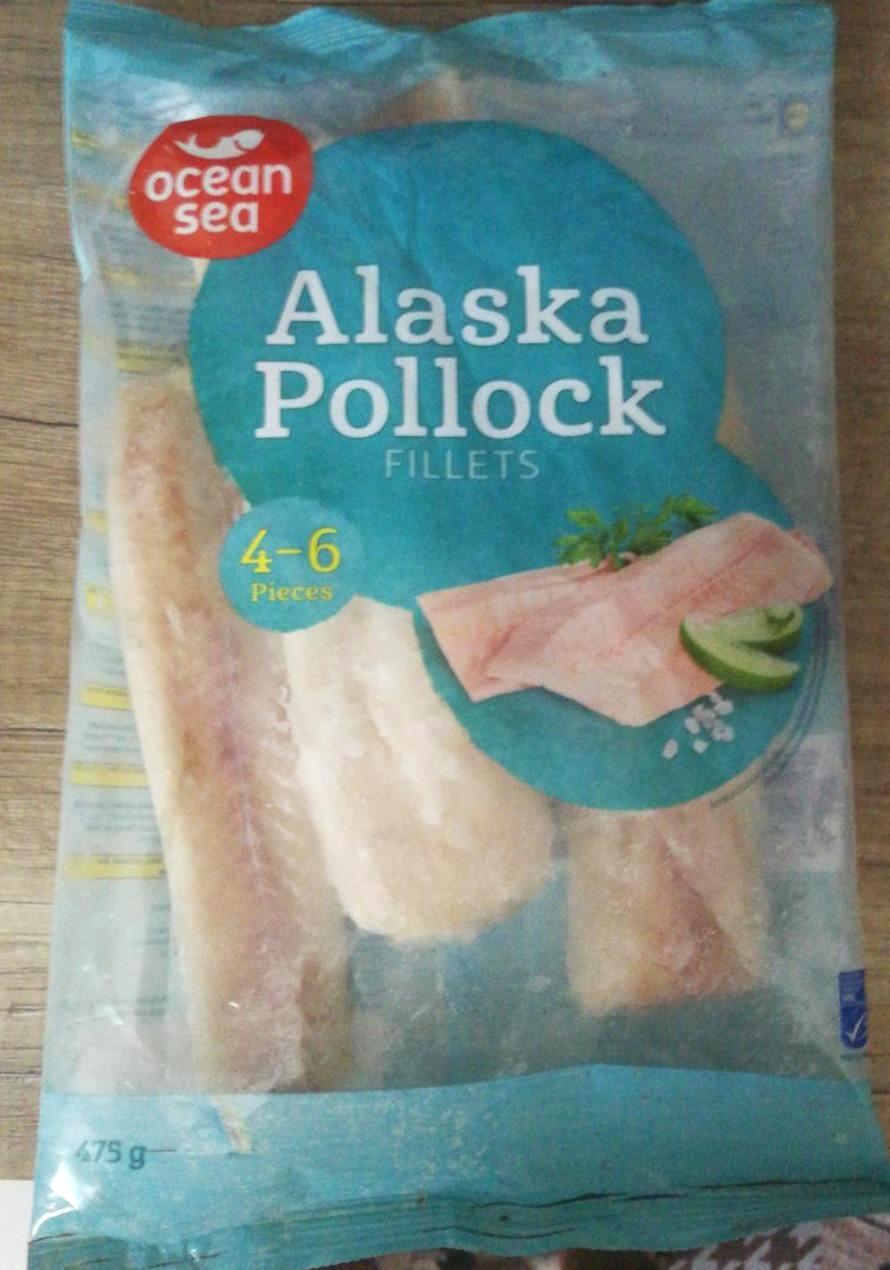 ocean
sea
Alaska
Pollock
FILLETS
4-6
Pieces
475 g